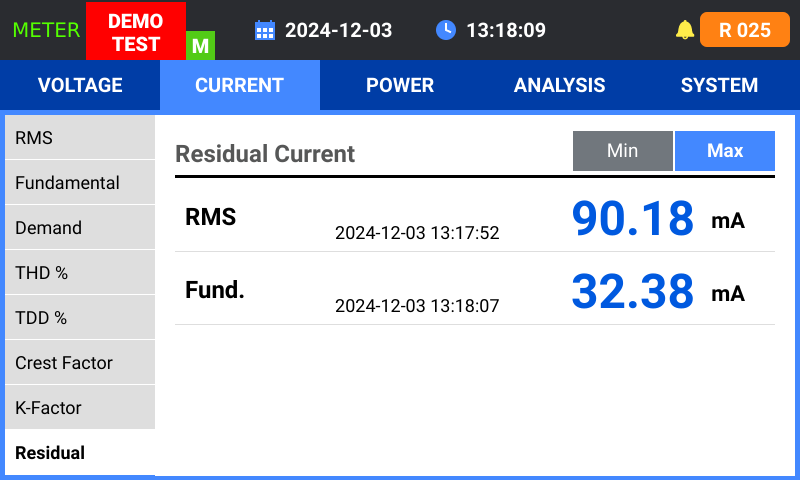 METER
DEMO
TEST
M
2024-12-03
13:18:09
R 025
VOLTAGE
CURRENT
POWER
ANALYSIS
SYSTEM
RMS
Fundamental
Demand
THD %
TDD %
Crest Factor
K-Factor
Residual
Residual Current
Min
Max
RMS
2024-12-03 13:17:52
90.18 mA
Fund.
2024-12-03 13:18:07
32.38 mA